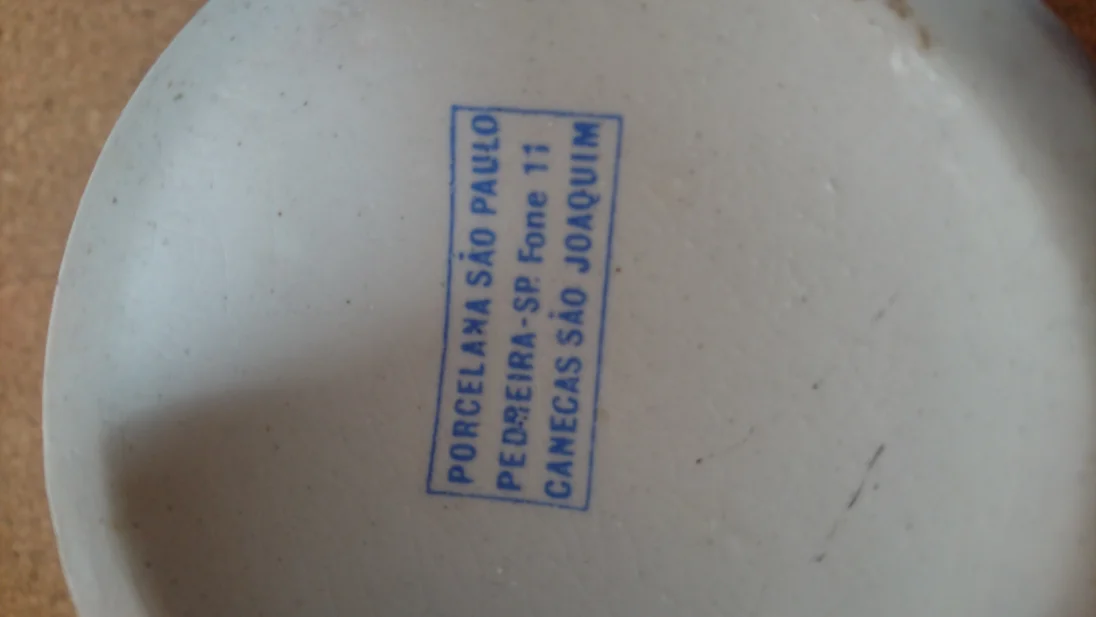 PORCELANA SÃO PAULO
PEDREIRA-SP. Fone 11
CANECAS SÃO JOAQUIM